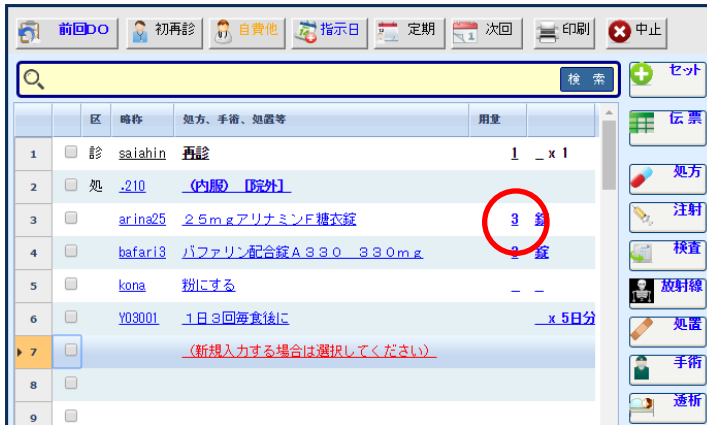 前回DO 初再診 自費他 指示日 定期 次回 印刷 中止
検 索
セット
伝票
処方
注射
検査
放射線
処置
手術
透析
区 略称 処方、手術、処置等 用量
1 診 saiahin 再診 1 _ x 1
2 処 .210 （内服）［院外］
3 arina25 ２５ｍｇアリナミンＦ糖衣錠 3 錠
4 bafari3 バファリン配合錠Ａ３３０ ３３０ｍｇ 3 錠
5 kona 粉にする _ _
6 Y03001 １日３回毎食後に _ x 5日分
7 （新規入力する場合は選択してください）
8
9